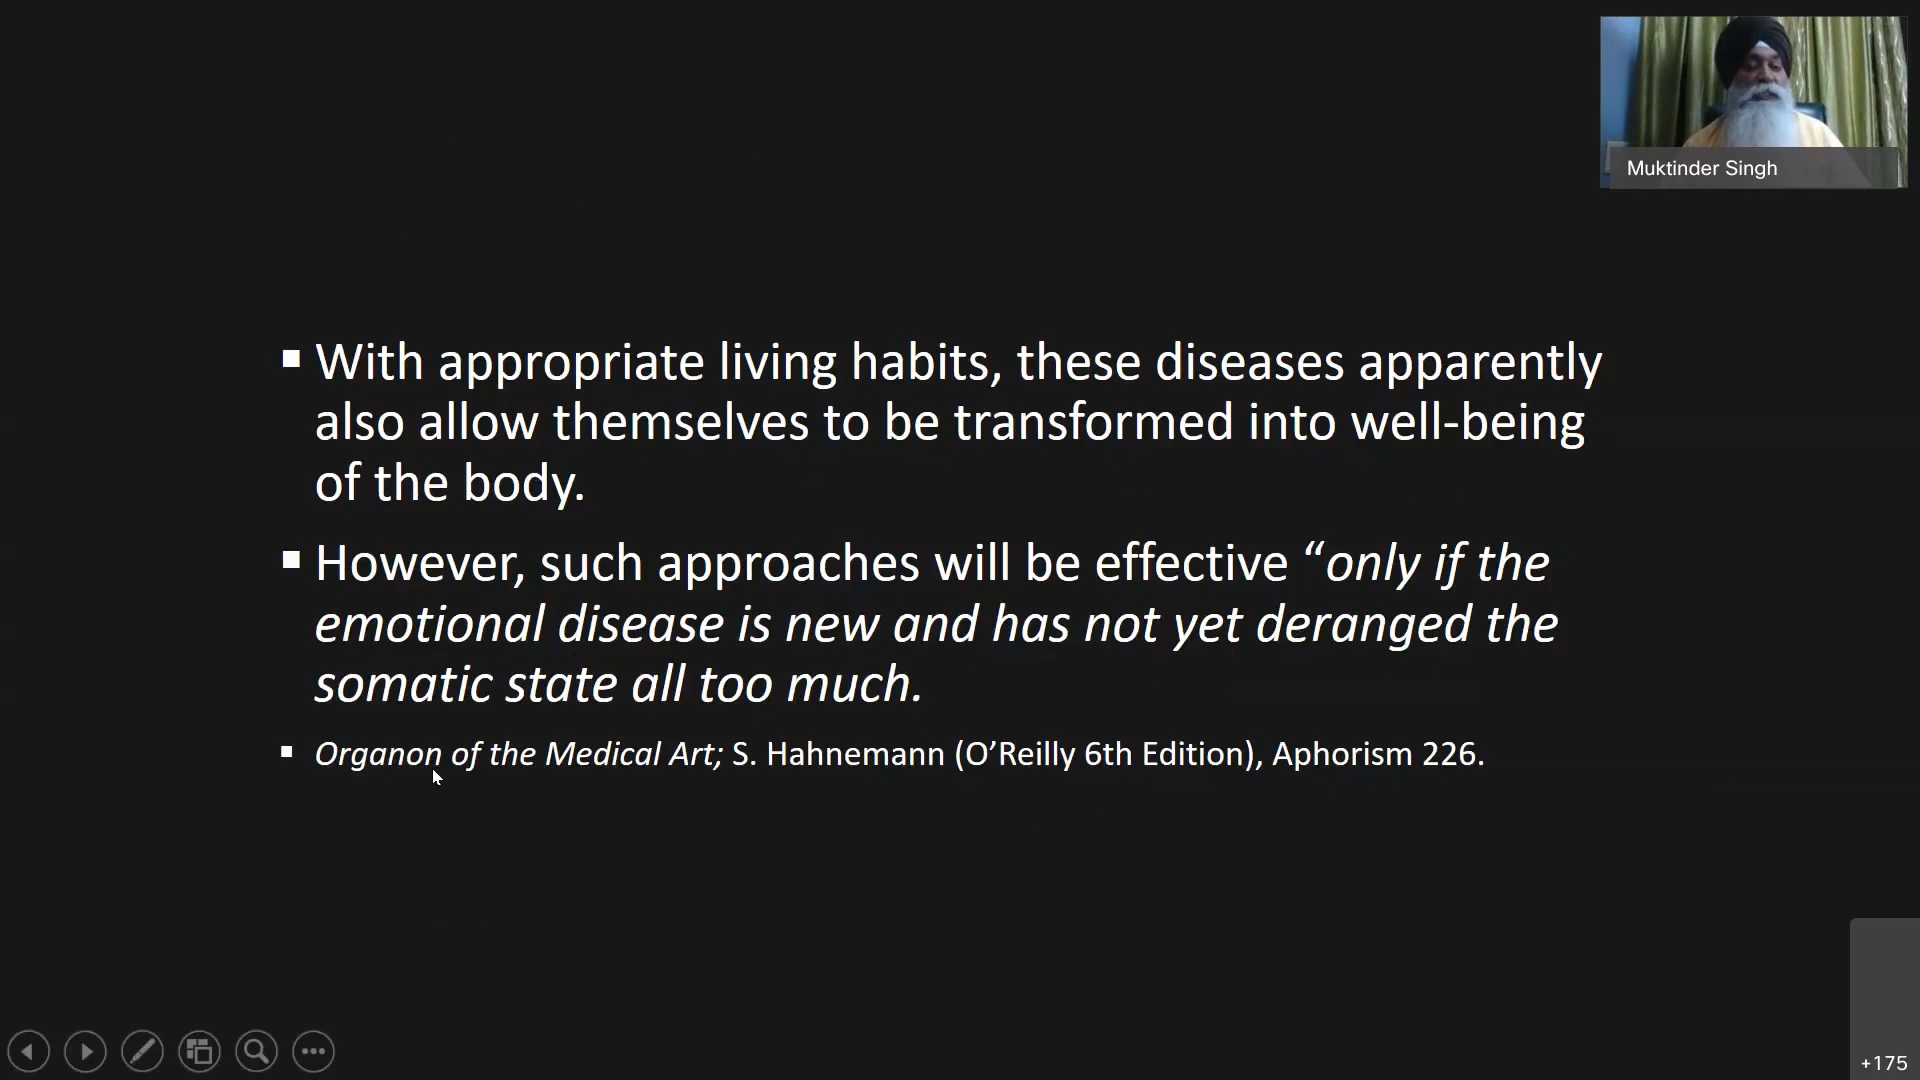 Muktinder Singh
With appropriate living habits, these diseases apparently
also allow themselves to be transformed into well-being
of the body.
However, such approaches will be effective “only if the
emotional disease is new and has not yet deranged the
somatic state all too much.
Organon of the Medical Art; S. Hahnemann (O’Reilly 6th Edition), Aphorism 226.
+175